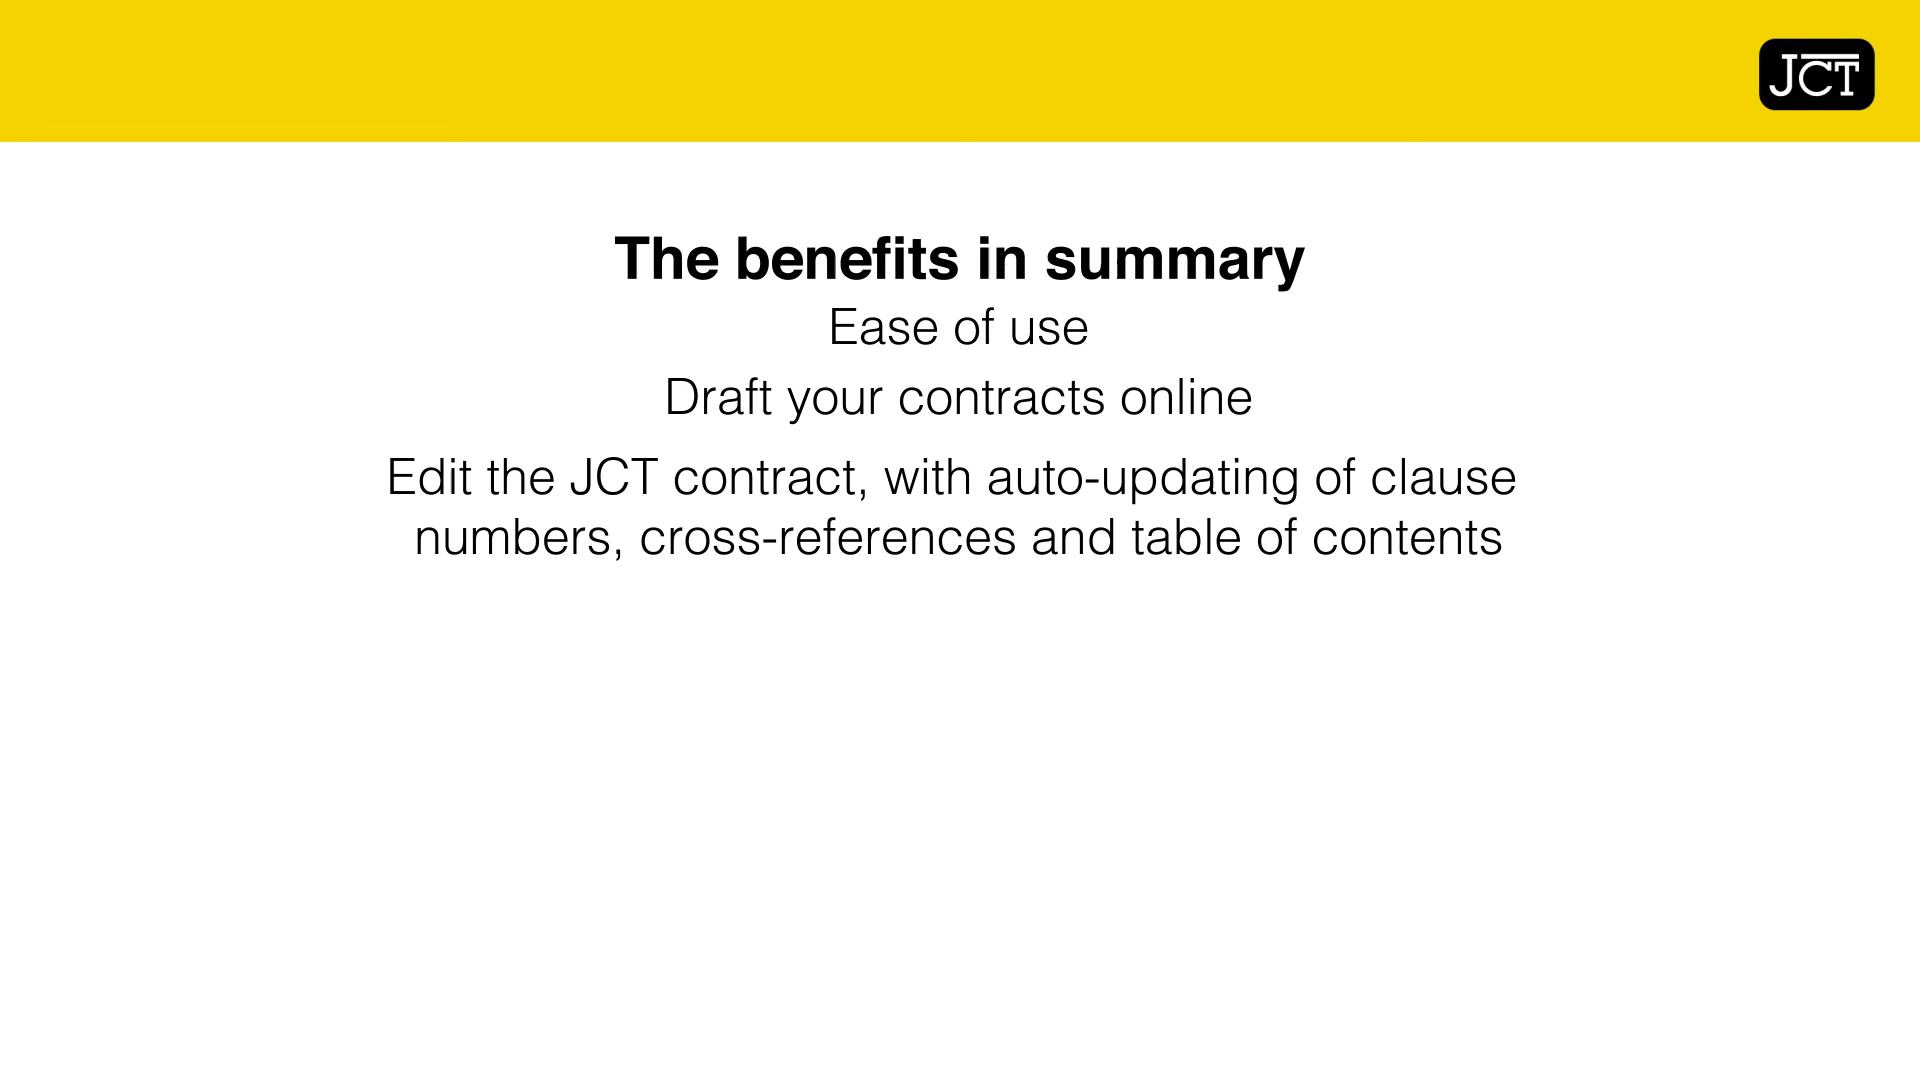 JCT
The benefits in summary
Ease of use
Draft your contracts online
Edit the JCT contract, with auto-updating of clause
numbers, cross-references and table of contents